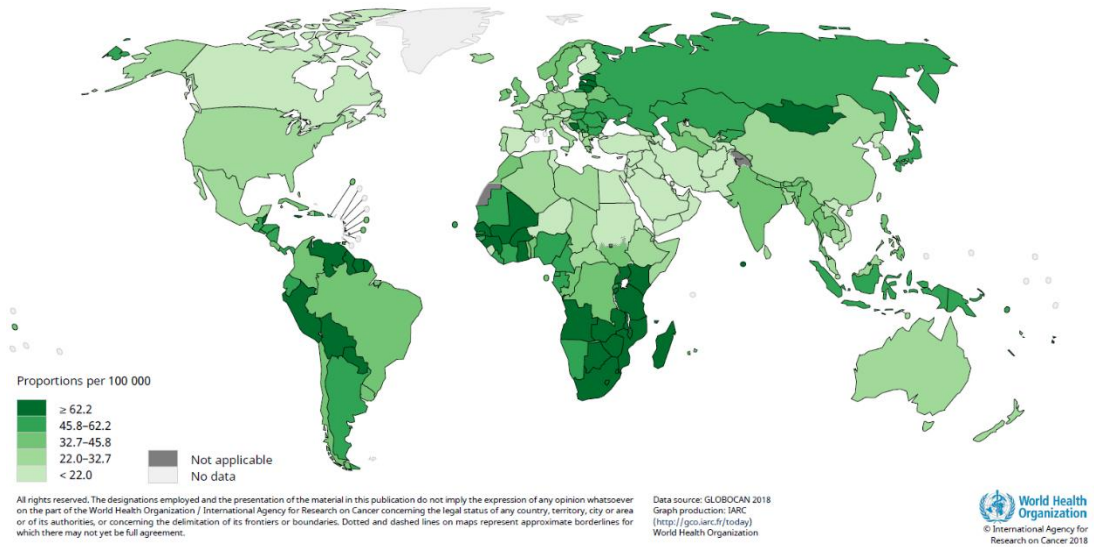 Proportions per 100 000
≥ 62.2
45.8–62.2
32.7–45.8
22.0–32.7
< 22.0
Not applicable
No data
All rights reserved. The designations employed and the presentation of the material in this publication do not imply the expression of any opinion whatsoever
on the part of the World Health Organization / International Agency for Research on Cancer concerning the legal status of any country, territory, city or area
or of its authorities, or concerning the delimitation of its frontiers or boundaries. Dotted and dashed lines on maps represent approximate borderlines for
which there may not yet be full agreement.
Data source: GLOBOCAN 2018
Graph production: IARC
(http://gco.iarc.fr/today)
World Health Organization
World Health
Organization
© International Agency for
Research on Cancer 2018